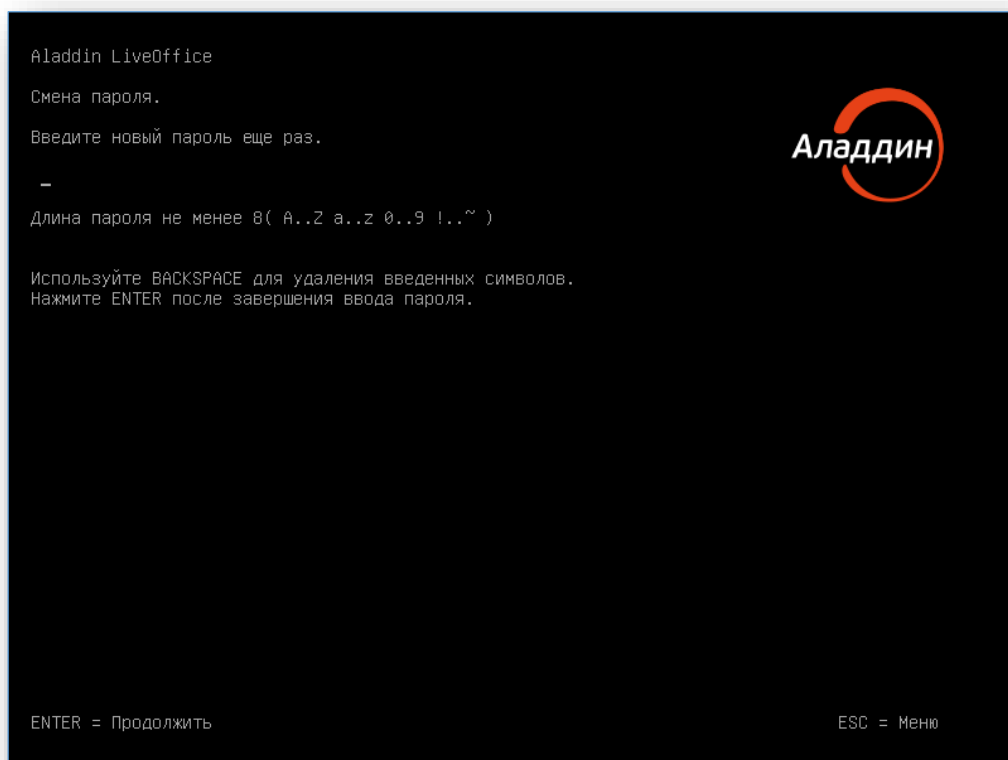 Aladdin LiveOffice
Смена пароля.
Введите новый пароль еще раз.
Аладдин
Длина пароля не менее 8( A..Z a..z 0..9 !..~ )
Используйте BACKSPACE для удаления введенных символов.
Нажмите ENTER после завершения ввода пароля.
ENTER = Продолжить
ESC = Меню